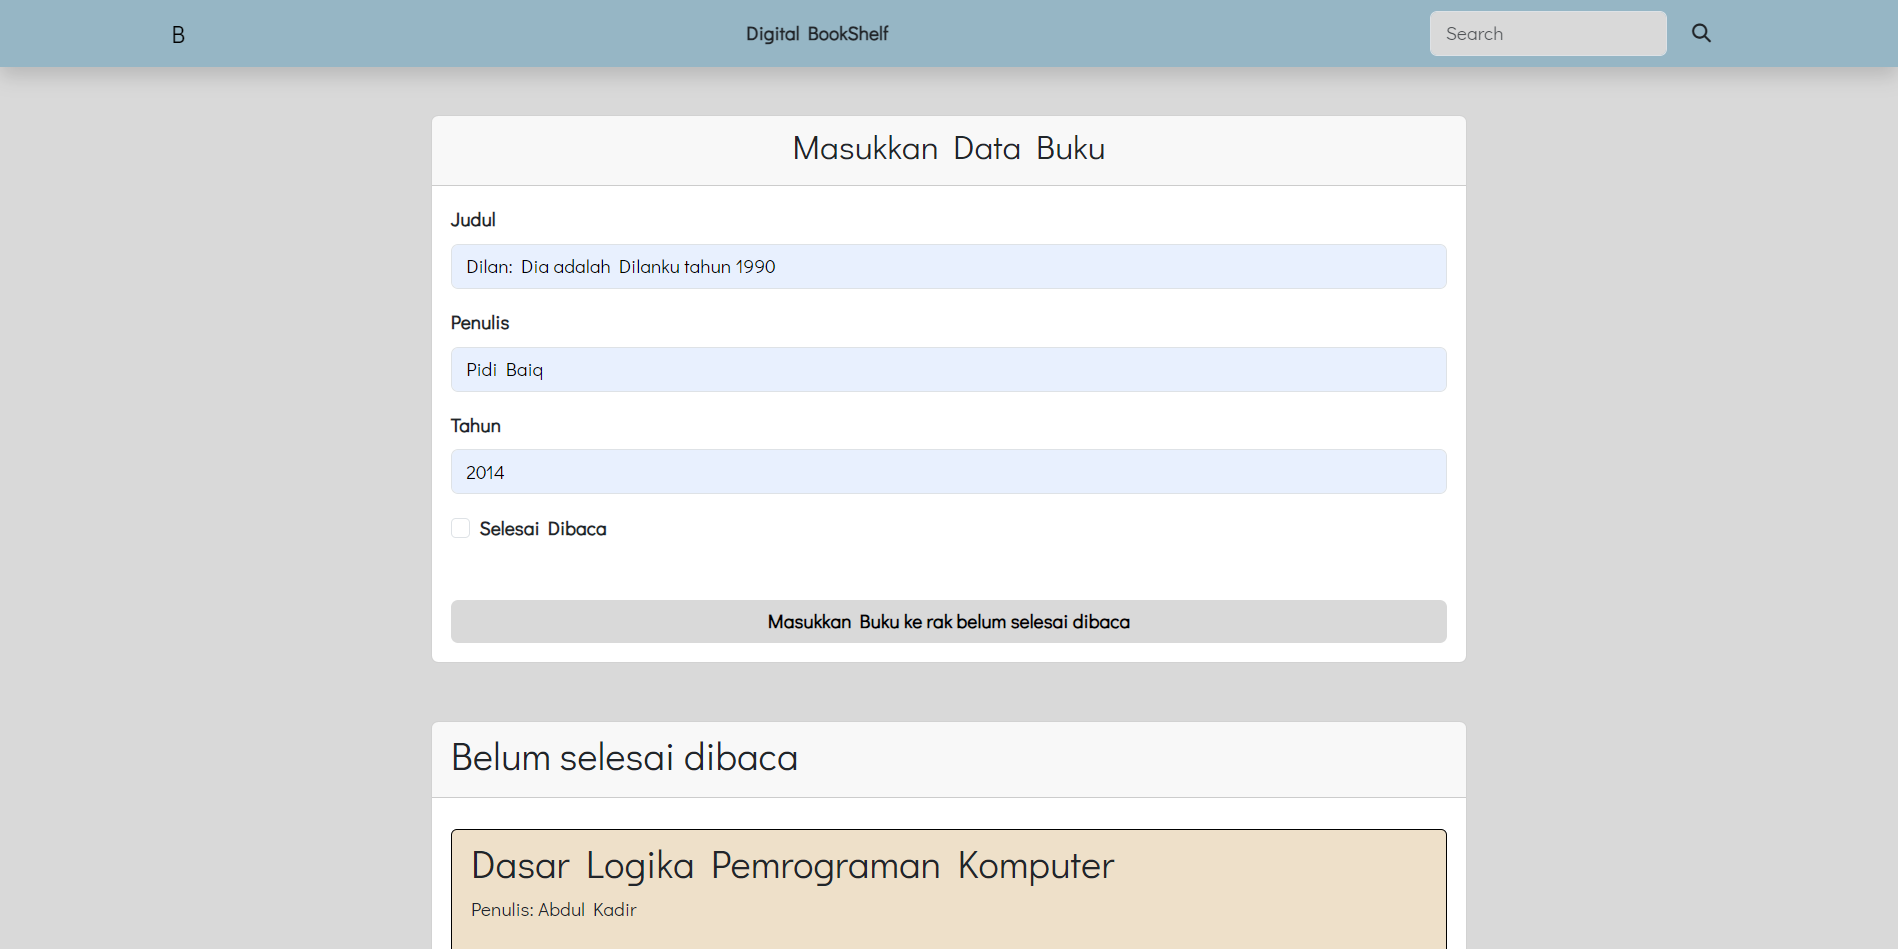 B
Digital BookShelf
Search
Masukkan Data Buku
Judul
Dilan: Dia adalah Dilanku tahun 1990
Penulis
Pidi Baiq
Tahun
2014
Selesai Dibaca
Masukkan Buku ke rak belum selesai dibaca
Belum selesai dibaca
Dasar Logika Pemrograman Komputer
Penulis: Abdul Kadir